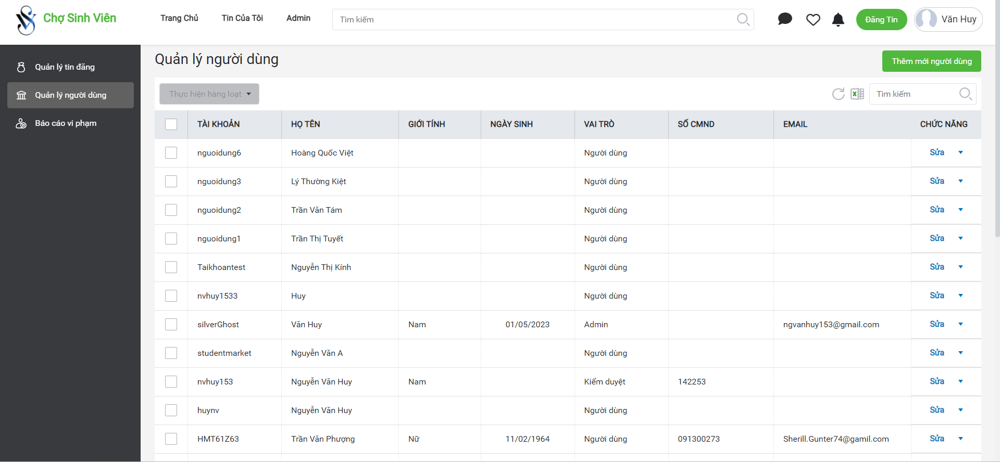 Chợ Sinh Viên
Trang Chủ
Tin Của Tôi
Admin
Tìm kiếm
Đăng Tin
Văn Huy
Quản lý tin đăng
Quản lý người dùng
Báo cáo vi phạm
Quản lý người dùng
Thêm mới người dùng
Thực hiện hàng loạt
Tìm kiếm
TÀI KHOẢN HỌ TÊN GIỚI TÍNH NGÀY SINH VAI TRÒ SỐ CMND EMAIL CHỨC NĂNG
nguoidung6 Hoàng Quốc Việt Người dùng Sửa
nguoidung3 Lý Thường Kiệt Người dùng Sửa
nguoidung2 Trần Văn Tám Người dùng Sửa
nguoidung1 Trần Thị Tuyết Người dùng Sửa
Taikhoantest Nguyễn Thị Kính Người dùng Sửa
nvhuy1533 Huy Người dùng Sửa
silverGhost Văn Huy Nam 01/05/2023 Admin ngvanhuy153@gmail.com Sửa
studentmarket Nguyễn Văn A Người dùng Sửa
nvhuy153 Nguyễn Văn Huy Nam Kiểm duyệt 142253 Sửa
huynv Nguyễn Văn Huy Người dùng Sửa
HMT61Z63 Trần Văn Phượng Nữ 11/02/1964 Người dùng 091300273 Sherill.Gunter74@gamil.com Sửa